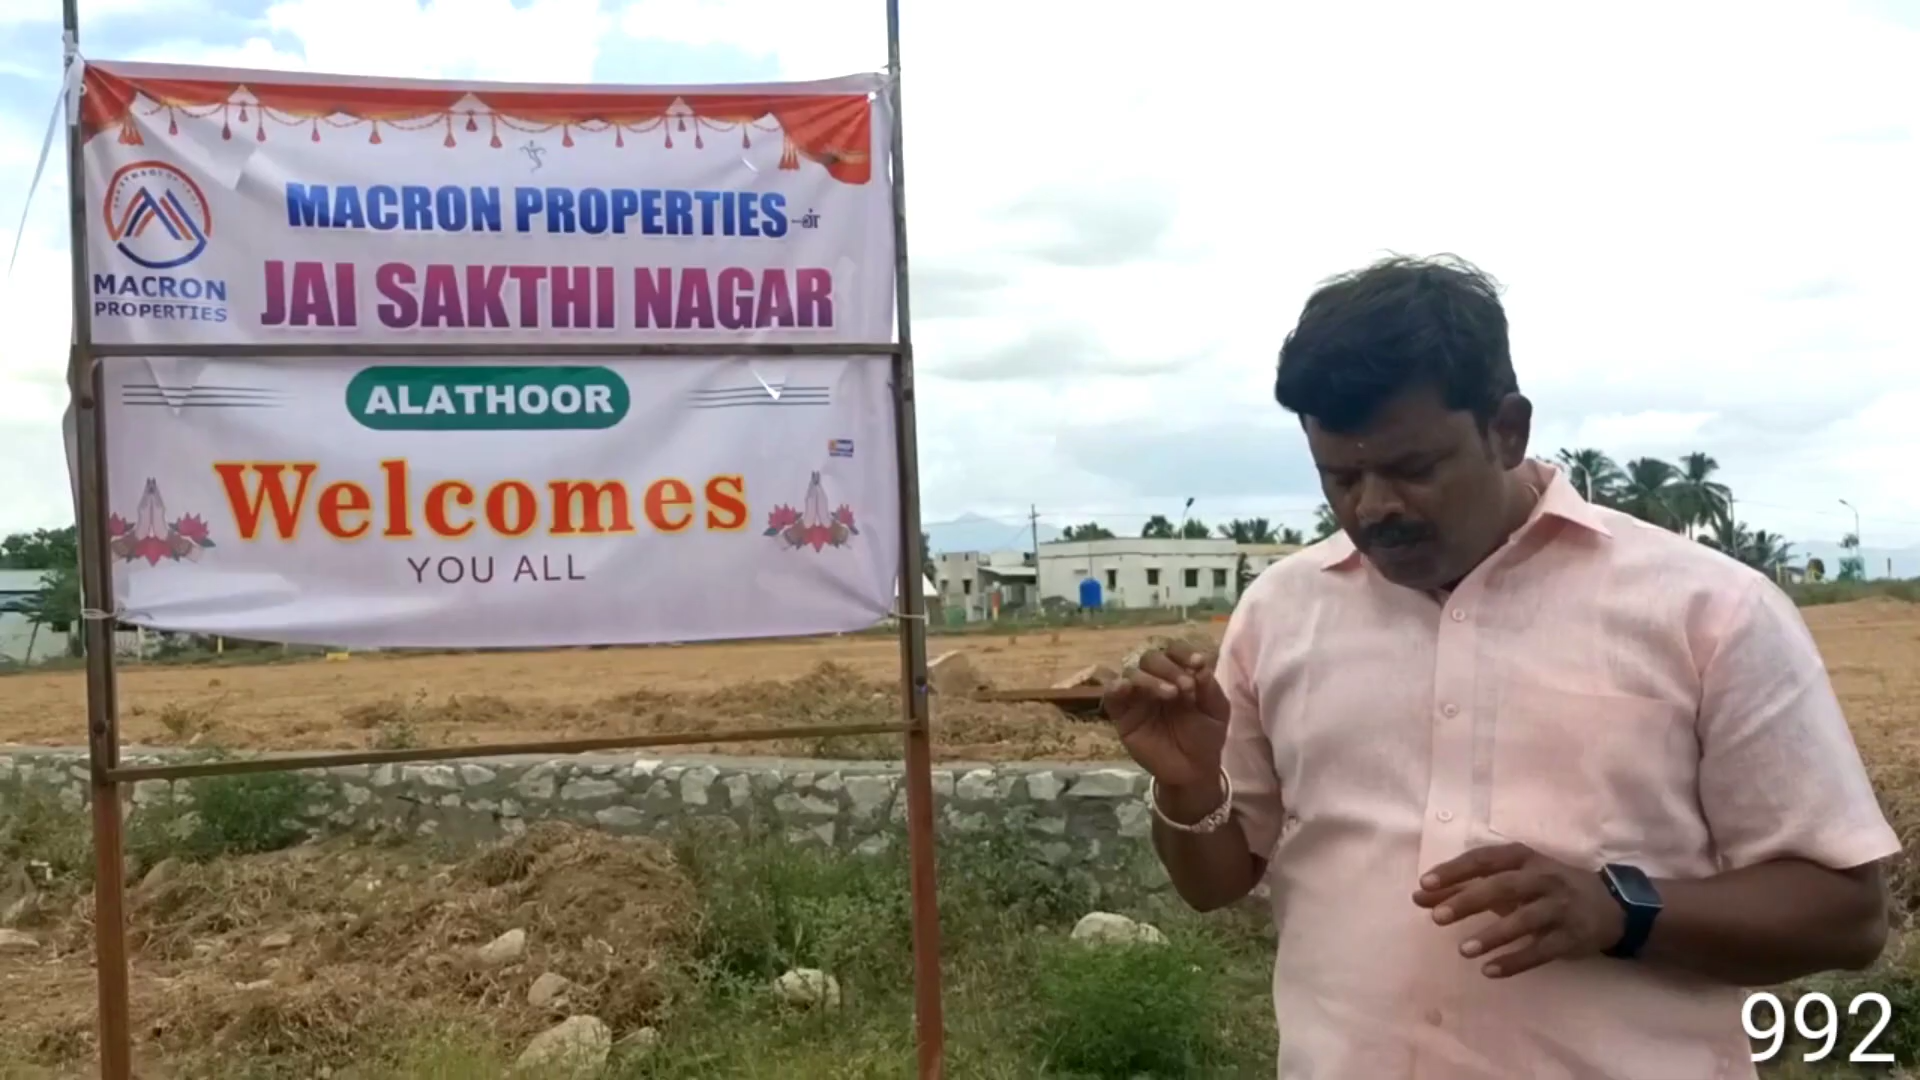 MACRON PROPERTIES-ன்
JAI SAKTHI NAGAR
MACRON
PROPERTIES
ALATHOOR
Welcomes
YOU ALL
992